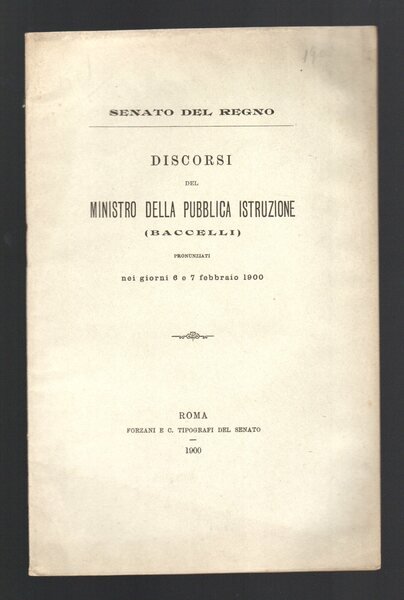 SENATO DEL REGNO
DISCORSI
DEL
MINISTRO DELLA PUBBLICA ISTRUZIONE
(BACCELLI)
PRONUNZIATI
nei giorni 6 e 7 febbraio 1900
ROMA
FORZANI E C. TIPOGRAFI DEL SENATO
1900